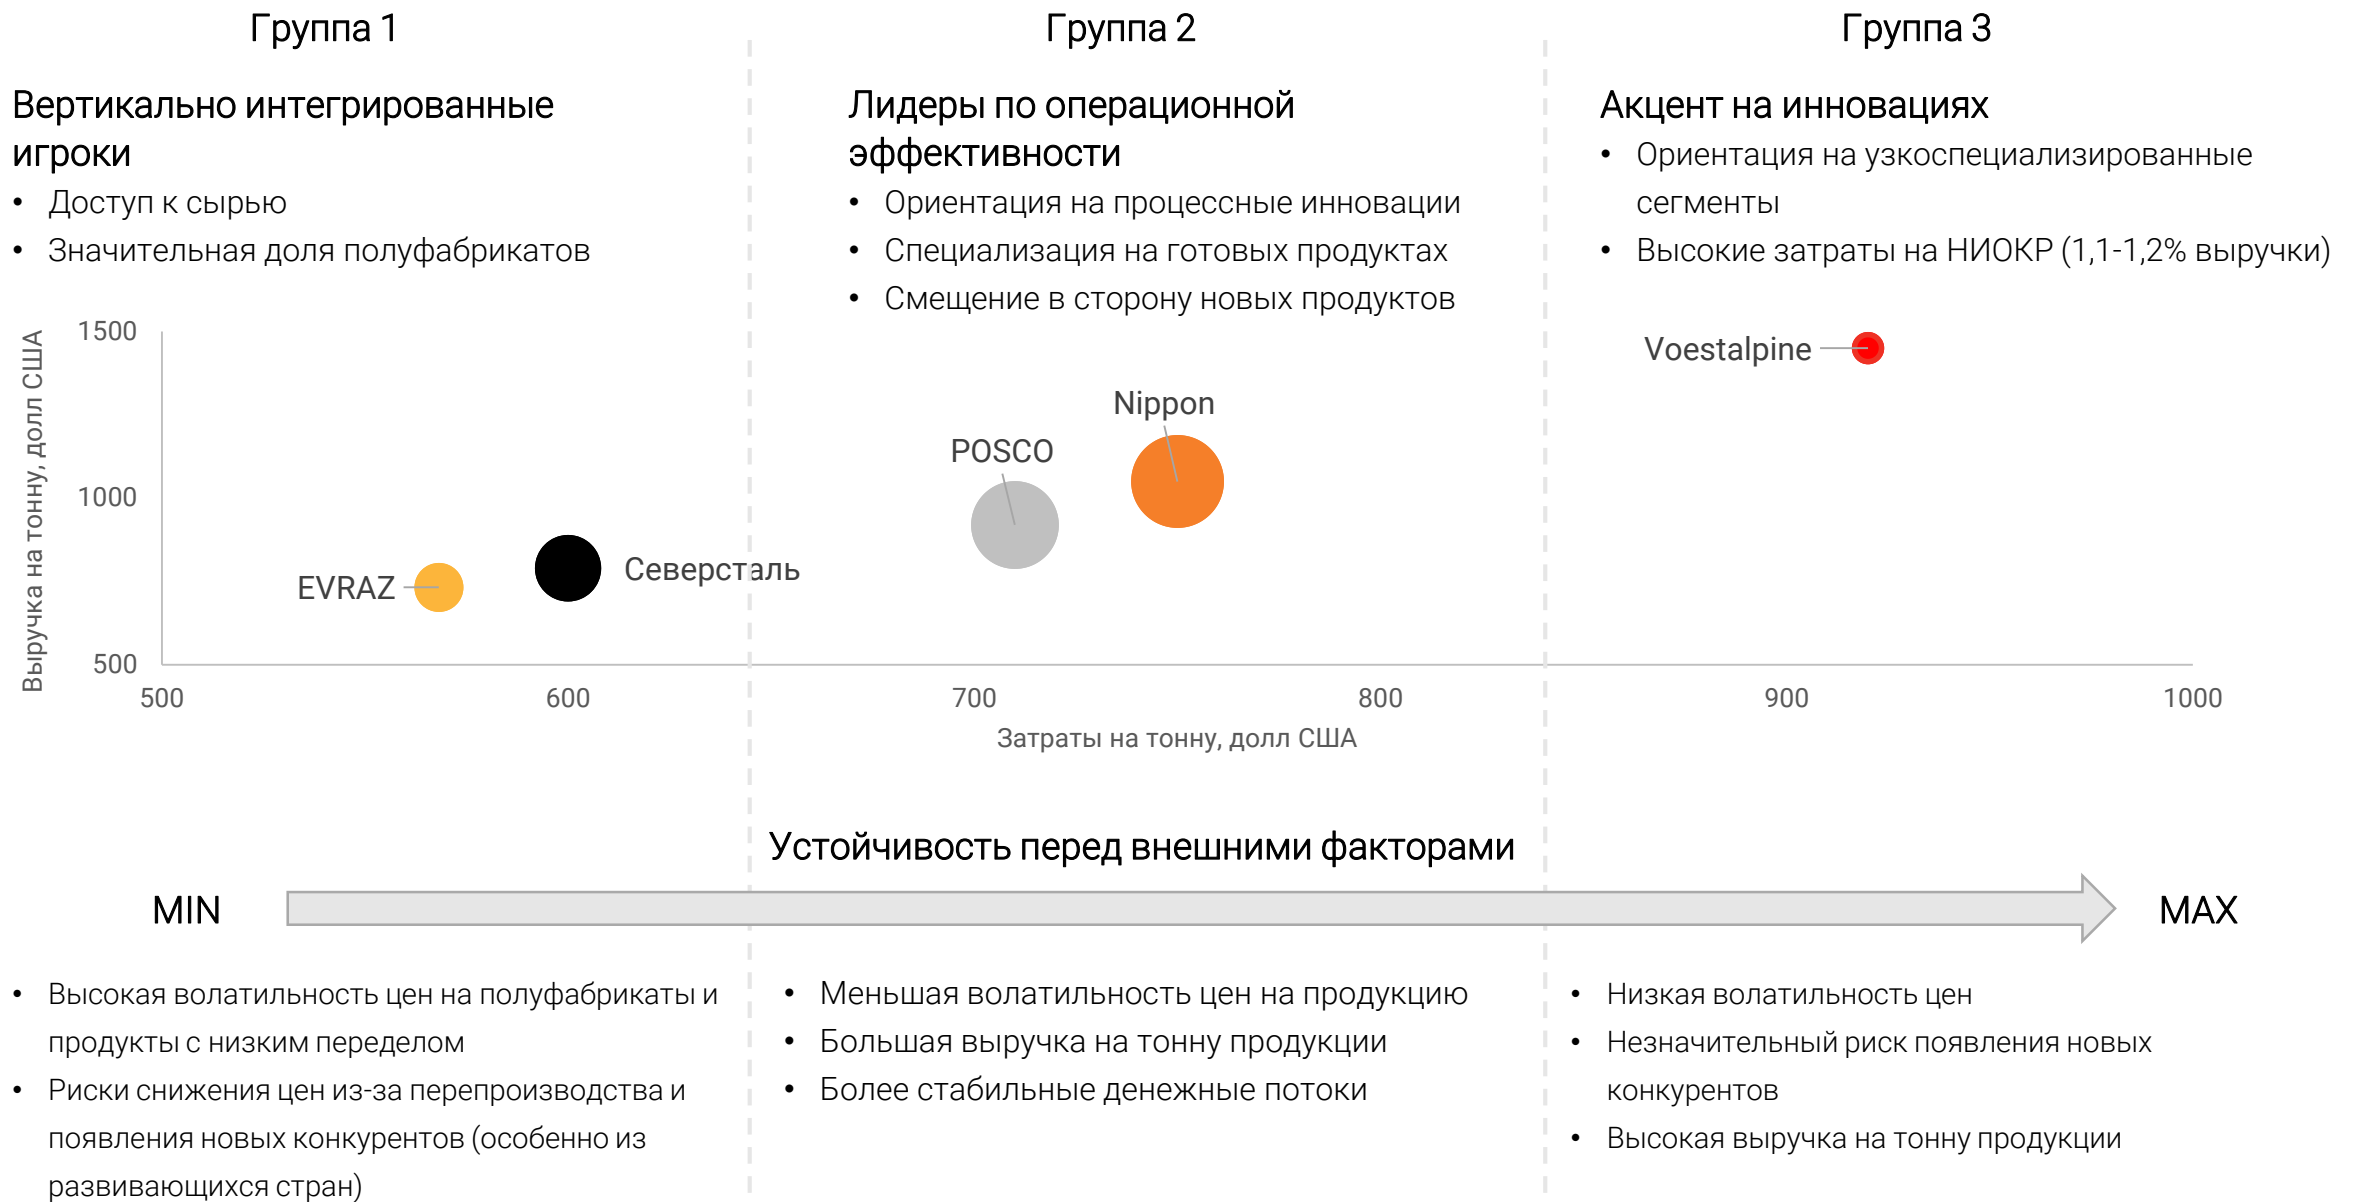 Группа 1
Группа 2
Группа 3
Вертикально интегрированные
игроки
• Доступ к сырью
• Значительная доля полуфабрикатов
Лидеры по операционной
эффективности
• Ориентация на процессные инновации
• Специализация на готовых продуктах
• Смещение в сторону новых продуктов
Акцент на инновациях
• Ориентация на узкоспециализированные
сегменты
• Высокие затраты на НИОКР (1,1-1,2% выручки)
Выручка на тонну, долл США
1500
1000
500
EVRAZ
Северсталь
POSCO
Nippon
Voestalpine
500
600
700
800
900
1000
Затраты на тонну, долл США
Устойчивость перед внешними факторами
MIN
MAX
• Высокая волатильность цен на полуфабрикаты и
продукты с низким переделом
• Риски снижения цен из-за перепроизводства и
появления новых конкурентов (особенно из
развивающихся стран)
• Меньшая волатильность цен на продукцию
• Большая выручка на тонну продукции
• Более стабильные денежные потоки
• Низкая волатильность цен
• Незначительный риск появления новых
конкурентов
• Высокая выручка на тонну продукции